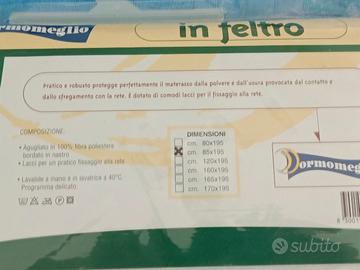 ormomeglio
in feltro
Pratico e robusto protegge perfettamente il materasso dalla polvere e dall'usura provocata dal contatto e
dallo sfregamento con la rete. È dotato di comodi lacci per il fissaggio alla rete.
COMPOSIZIONE:
• Agugliato in 100% fibra poliestere
bordato in nastro
• Lacci per un pratico fissaggio alla rete
• Lavabile a mano e in lavatrice a 40°C.
Programma delicato.
DIMENSIONI
cm. 80x195
cm. 85x195
cm. 120x195
cm. 160x195
cm. 165x195
cm. 170x195
Dormomeglio
subito